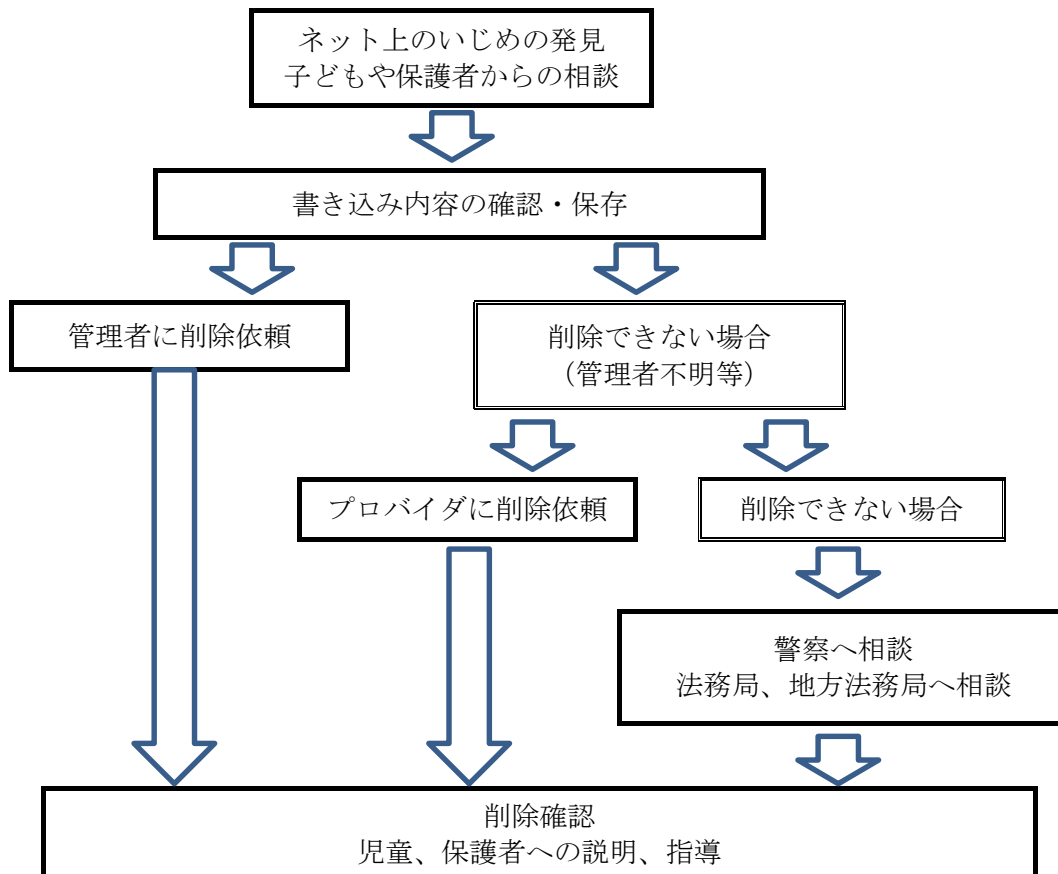 ネット上のいじめの発見
子どもや保護者からの相談
書き込み内容の確認・保存
管理者に削除依頼
削除できない場合
（管理者不明等）
プロバイダに削除依頼
削除できない場合
警察へ相談
法務局、地方法務局へ相談
削除確認
児童、保護者への説明、指導